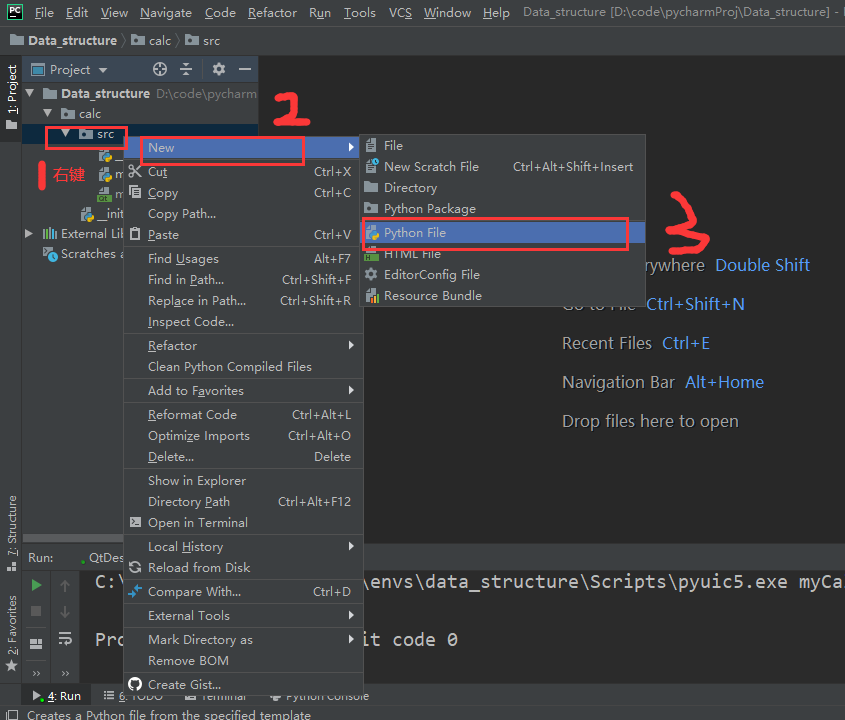 PC File Edit View Navigate Code Refactor Run Tools VCS Window Help Data_structure [D:\code\pycharmProj\Data_structure] -
Data_structure calc src
1: Project
Project
Data_structure D:\code\pycharm
calc
src
1 右键
2
3
__init
External Lib
Scratches a
New
Cut Ctrl+X
Copy Ctrl+C
Copy Path...
Paste Ctrl+V
Find Usages Alt+F7
Find in Path... Ctrl+Shift+F
Replace in Path... Ctrl+Shift+R
Inspect Code...
Refactor
Clean Python Compiled Files
Add to Favorites
Reformat Code Ctrl+Alt+L
Optimize Imports Ctrl+Alt+O
Delete... Delete
Show in Explorer
Directory Path Ctrl+Alt+F12
Open in Terminal
Local History
Reload from Disk
Compare With... Ctrl+D
External Tools
Mark Directory as
Remove BOM
Create Gist...
File
New Scratch File Ctrl+Alt+Shift+Insert
Directory
Python Package
Python File
HTML File
EditorConfig File
Resource Bundle
rywhere Double Shift
Go to File Ctrl+Shift+N
Recent Files Ctrl+E
Navigation Bar Alt+Home
Drop files here to open
7: Structure
2: Favorites
Run: QtDes
C:\ \envs\data_structure\Scripts\pyuic5.exe myCa
Pro it code 0
4: Run 6: TODO Terminal Python Console
Creates a Python file from the specified template